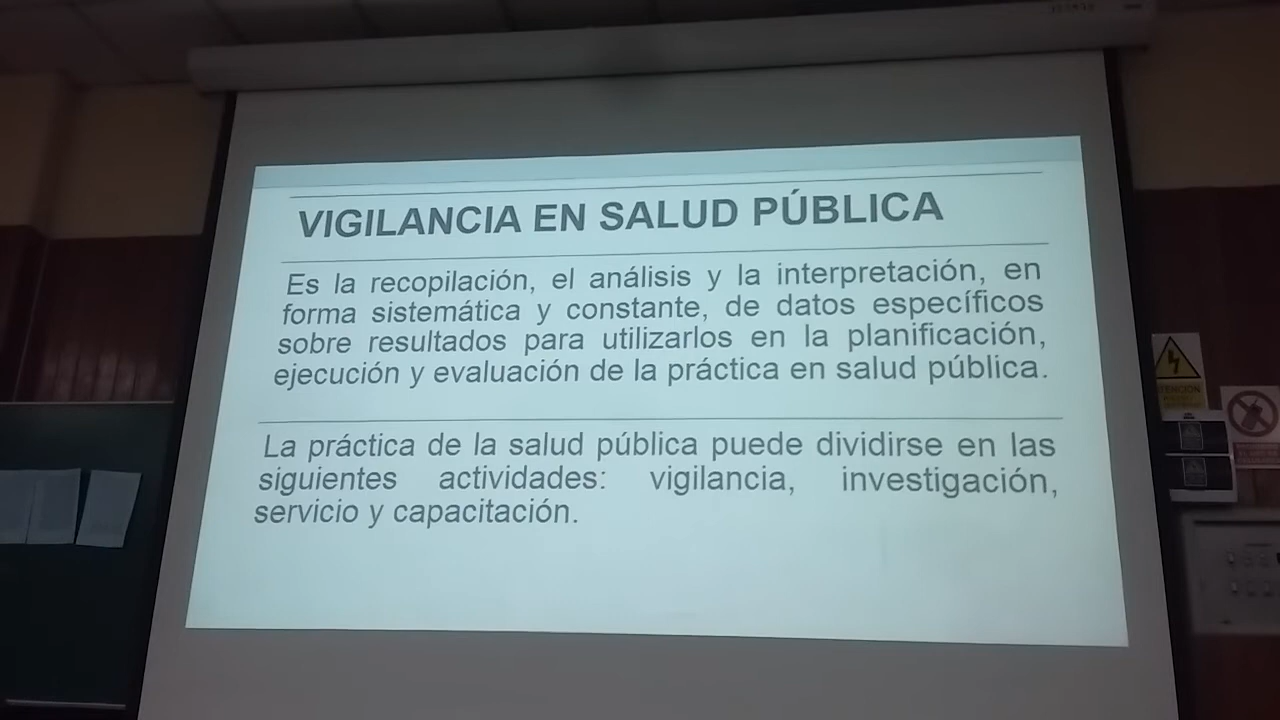 VIGILANCIA EN SALUD PÚBLICA
Es la recopilación, el análisis y la interpretación, en
forma sistemática y constante, de datos específicos
sobre resultados para utilizarlos en la planificación,
ejecución y evaluación de la práctica en salud pública.
La práctica de la salud pública puede dividirse en las
siguientes actividades: vigilancia, investigación,
servicio y capacitación.
ATENCIÓN